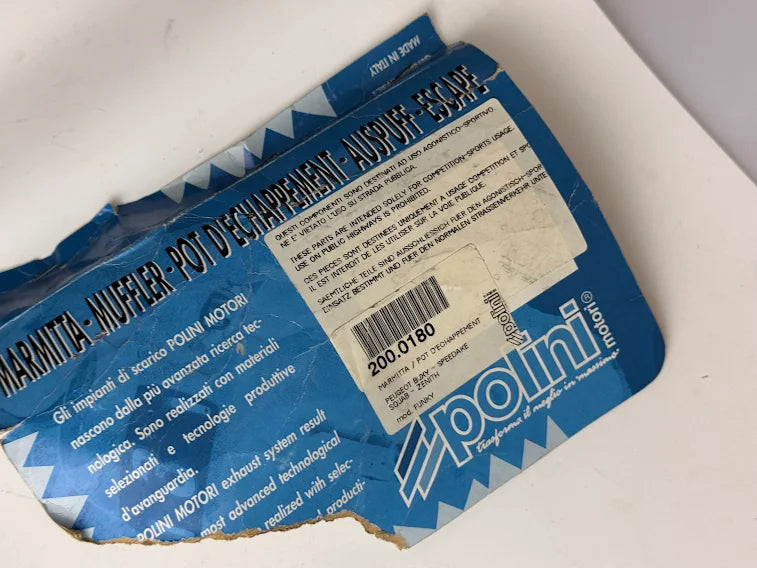 MADE IN ITALY
MARMITTA - MUFFLER - POT D'ECHAPPEMENT - AUSPUFF - ESCAPE
Gli impianti di scarico POLINI MOTORI
nascono dalla più avanzata ricerca tec-
nologica. Sono realizzati con materiali
selezionati e tecnologie produttive
d'avanguardia.
POLINI MOTORI exhaust system result
most advanced technological
realized with selec-
producti-
QUESTI COMPONENTI SONO DESTINATI AD USO AGONISTICO-SPORTIVO.
NE E' VIETATO L'USO SU STRADA PUBBLICA.
THESE PARTS ARE INTENDED SOLELY FOR COMPETITION-SPORTS USAGE.
USE ON PUBLIC HIGHWAYS IS PROHIBITED.
CES PIECES SONT DESTINEES UNIQUEMENT A USAGE COMPETITION ET SPO
IL EST INTERDIT DE LES UTILISER SUR LA VOIE PUBLIQUE.
SAEMTLICHE TEILE SIND AUSSCHLIESSICH FUER DEN AGONISTISCH-SPOR
EINSATZ BESTIMMT UND FUER DEN NORMALEN STRASSENVERKEHR UNTE
200.0180
MARMITTA / POT D'ECHAPPEMENT
PEUGEOT BUXY - SPEEDAKE
SQUAB - ZENITH
mod. FUNKY
polini
polini motori®
trasforma il meglio in massimo